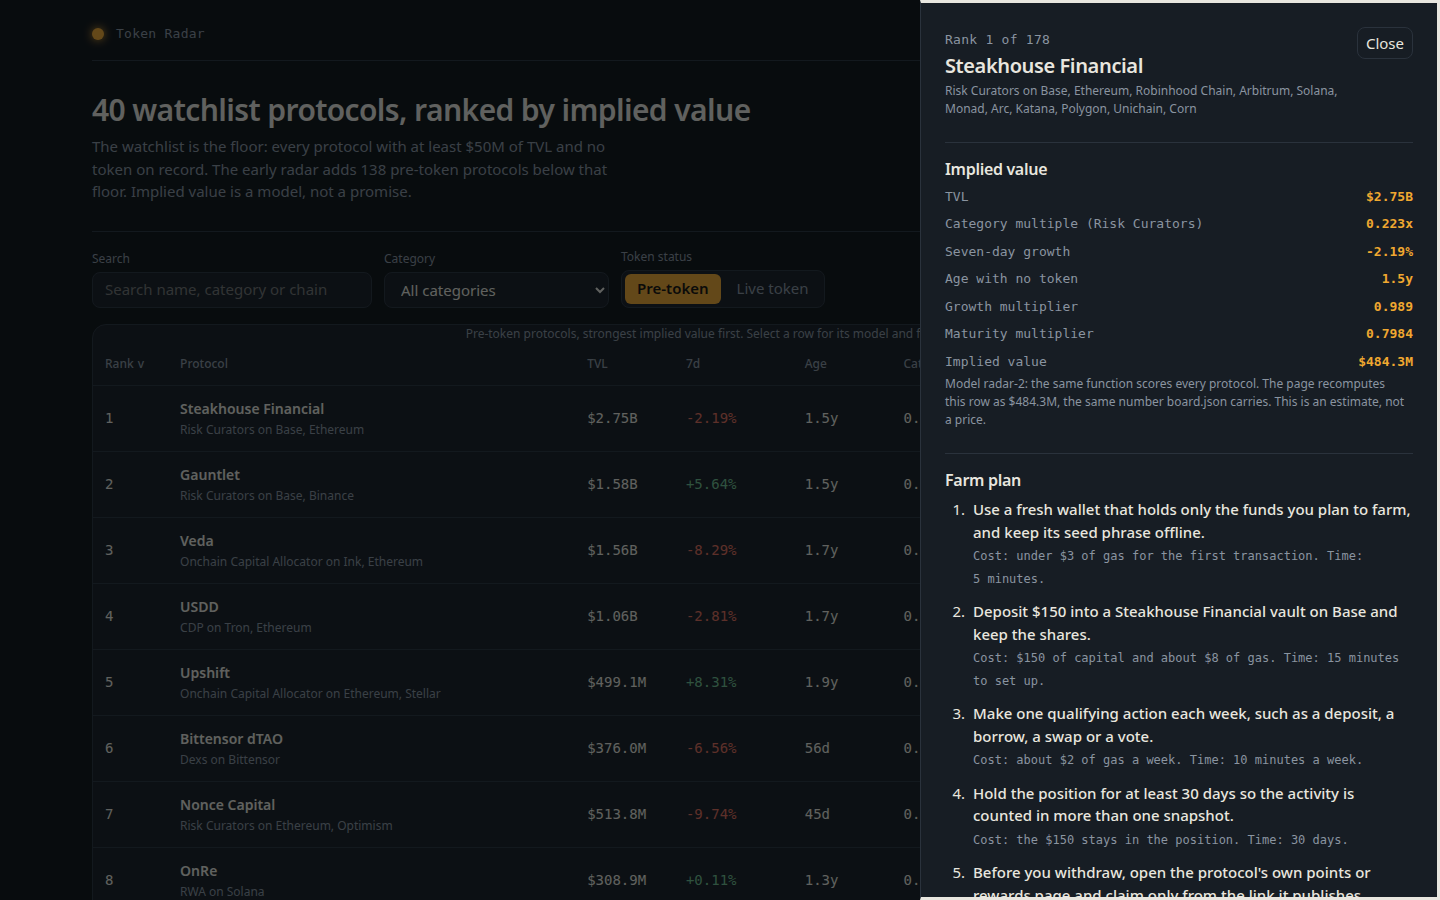 Token Radar
40 watchlist protocols, ranked by implied value
The watchlist is the floor: every protocol with at least $50M of TVL and no
token on record. The early radar adds 138 pre-token protocols below that
floor. Implied value is a model, not a promise.
Search
Category
Token status
Search name, category or chain
All categories
Pre-token
Live token
Pre-token protocols, strongest implied value first. Select a row for its model and f
Rank v
Protocol
TVL
7d
Age
Cat
1
Steakhouse Financial
Risk Curators on Base, Ethereum
$2.75B
-2.19%
1.5y
0.
2
Gauntlet
Risk Curators on Base, Binance
$1.58B
+5.64%
1.5y
0.
3
Veda
Onchain Capital Allocator on Ink, Ethereum
$1.56B
-8.29%
1.7y
0.
4
USDD
CDP on Tron, Ethereum
$1.06B
-2.81%
1.7y
0.
5
Upshift
Onchain Capital Allocator on Ethereum, Stellar
$499.1M
+8.31%
1.9y
0.
6
Bittensor dTAO
Dexs on Bittensor
$376.0M
-6.56%
56d
0.
7
Nonce Capital
Risk Curators on Ethereum, Optimism
$513.8M
-9.74%
45d
0.
8
OnRe
RWA on Solana
$308.9M
+0.11%
1.3y
0.
Rank 1 of 178
Close
Steakhouse Financial
Risk Curators on Base, Ethereum, Robinhood Chain, Arbitrum, Solana,
Monad, Arc, Katana, Polygon, Unichain, Corn
Implied value
TVL $2.75B
Category multiple (Risk Curators) 0.223x
Seven-day growth -2.19%
Age with no token 1.5y
Growth multiplier 0.989
Maturity multiplier 0.7984
Implied value $484.3M
Model radar-2: the same function scores every protocol. The page recomputes
this row as $484.3M, the same number board.json carries. This is an estimate, not
a price.
Farm plan
1. Use a fresh wallet that holds only the funds you plan to farm,
and keep its seed phrase offline.
Cost: under $3 of gas for the first transaction. Time:
5 minutes.
2. Deposit $150 into a Steakhouse Financial vault on Base and
keep the shares.
Cost: $150 of capital and about $8 of gas. Time: 15 minutes
to set up.
3. Make one qualifying action each week, such as a deposit, a
borrow, a swap or a vote.
Cost: about $2 of gas a week. Time: 10 minutes a week.
4. Hold the position for at least 30 days so the activity is
counted in more than one snapshot.
Cost: the $150 stays in the position. Time: 30 days.
5. Before you withdraw, open the protocol's own points or
rewards page and claim only from the link it publishes.